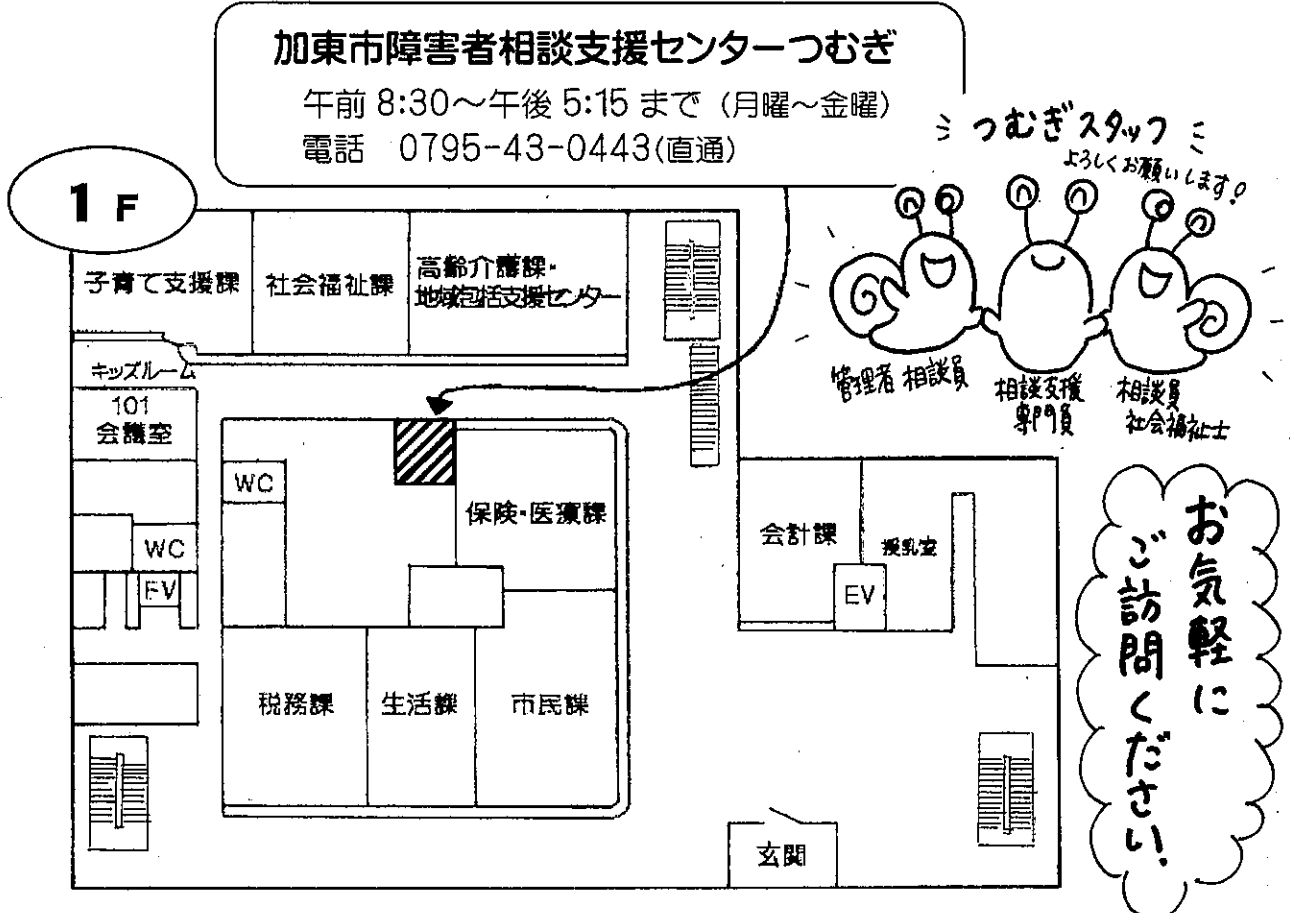 加東市障害者相談支援センターつむぎ
午前 8:30～午後 5:15 まで（月曜～金曜）
電話　0795-43-0443(直通)
つむぎスタッフ
よろしくお願いします！
1 F
子育て支援課
社会福祉課
高齢介護課・
地域包括支援センター
管理者 相談員
相談支援
専門員
相談員
社会福祉士
キッズルーム
101
会議室
WC
保険・医療課
WC
EV
会計課
授乳室
EV
税務課
生活課
市民課
玄関
お気軽に
ご訪問ください！